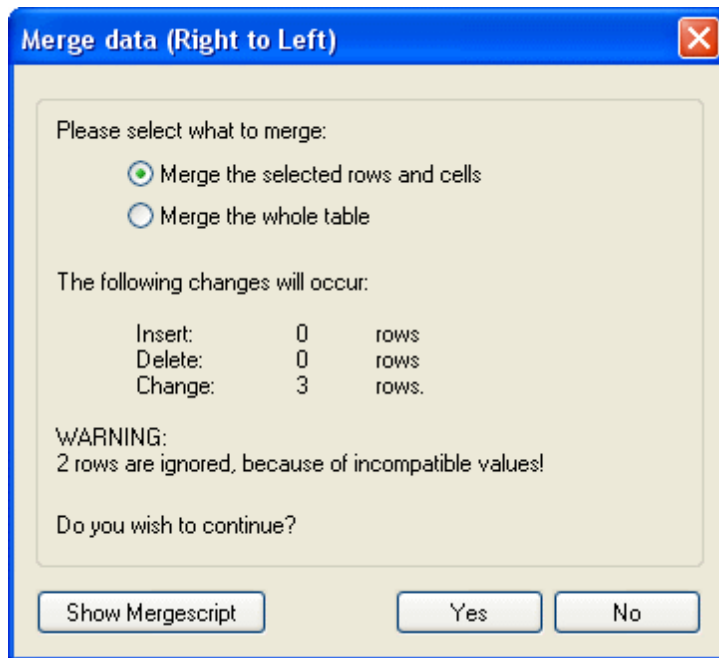 Merge data (Right to Left)
Please select what to merge:
Merge the selected rows and cells
Merge the whole table
The following changes will occur:
Insert: 0 rows
Delete: 0 rows
Change: 3 rows.
WARNING:
2 rows are ignored, because of incompatible values!
Do you wish to continue?
Show Mergescript Yes No